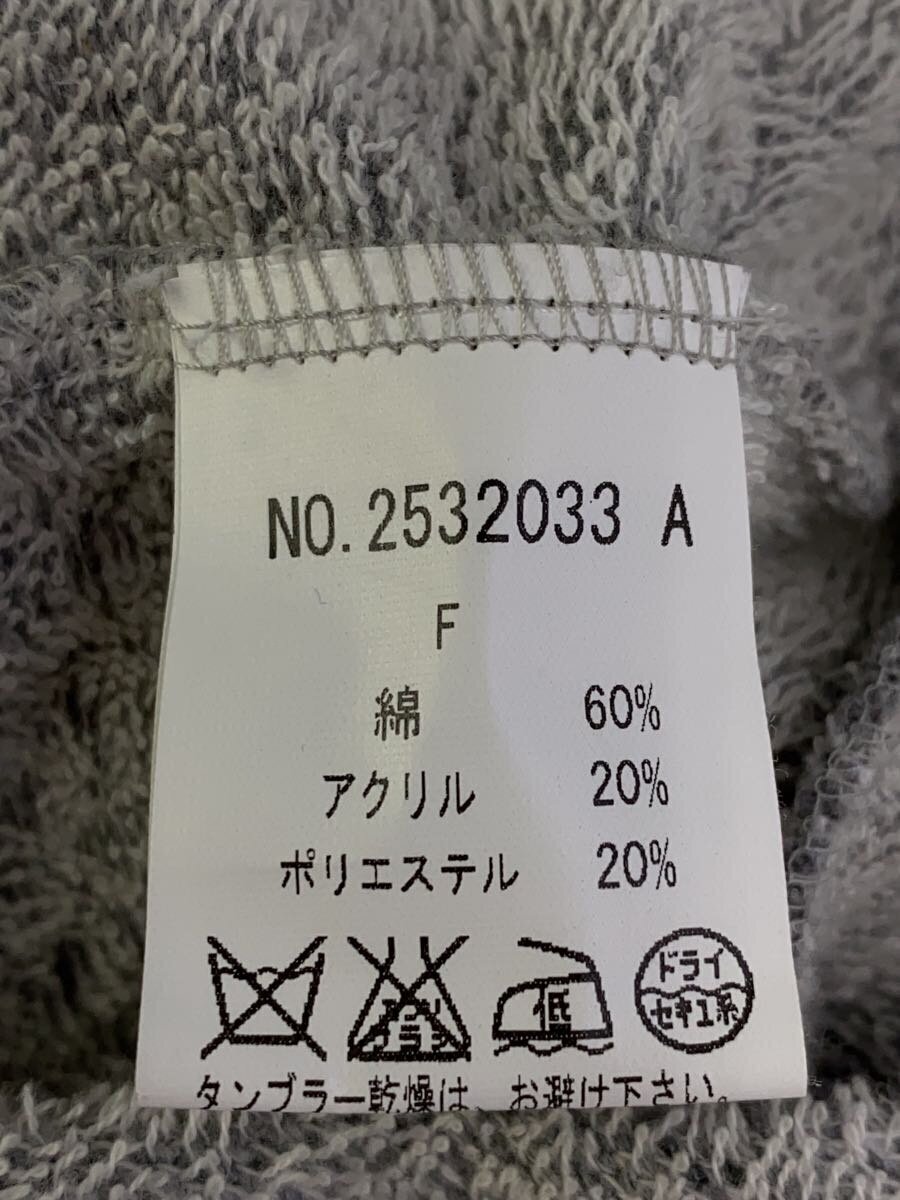 NO.2532033 A
F
綿 60%
アクリル 20%
ポリエステル 20%
低
ドライ
セキユ系
タンブラー乾燥は、お避け下さい。